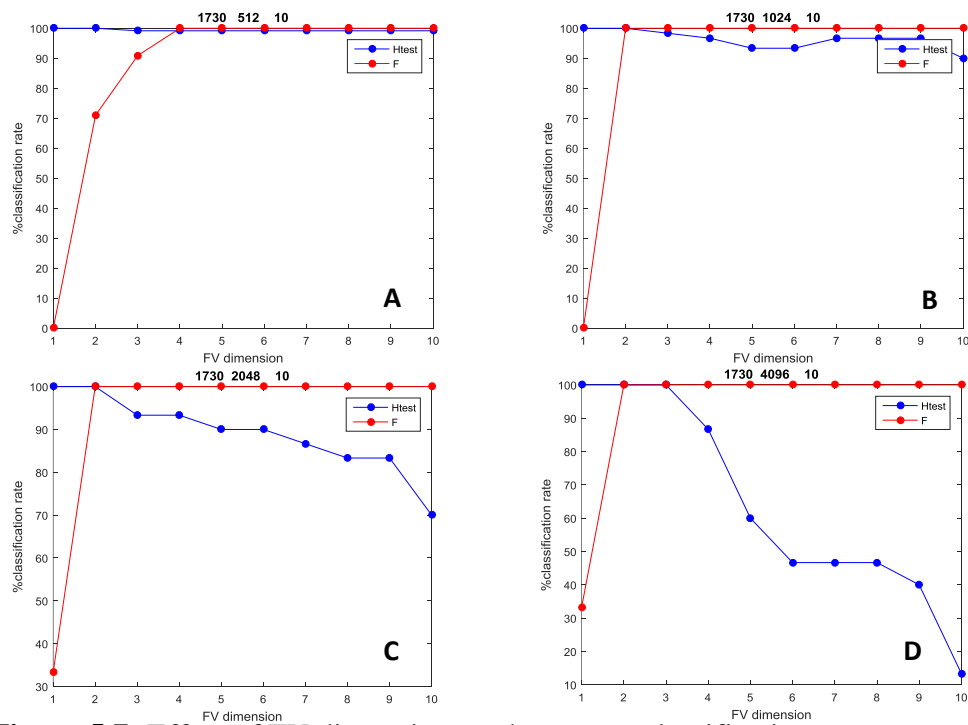 1730 512 10
100
90
80
70
60
50
40
30
20
10
0
%classification rate
Htest
F
A
1 2 3 4 5 6 7 8 9 10
FV dimension
1730 1024 10
100
90
80
70
60
50
40
30
20
10
0
%classification rate
Htest
F
B
1 2 3 4 5 6 7 8 9 10
FV dimension
1730 2048 10
100
90
80
70
60
50
40
30
%classification rate
Htest
F
C
1 2 3 4 5 6 7 8 9 10
FV dimension
1730 4096 10
100
90
80
70
60
50
40
30
20
10
%classification rate
Htest
F
D
1 2 3 4 5 6 7 8 9 10
FV dimension